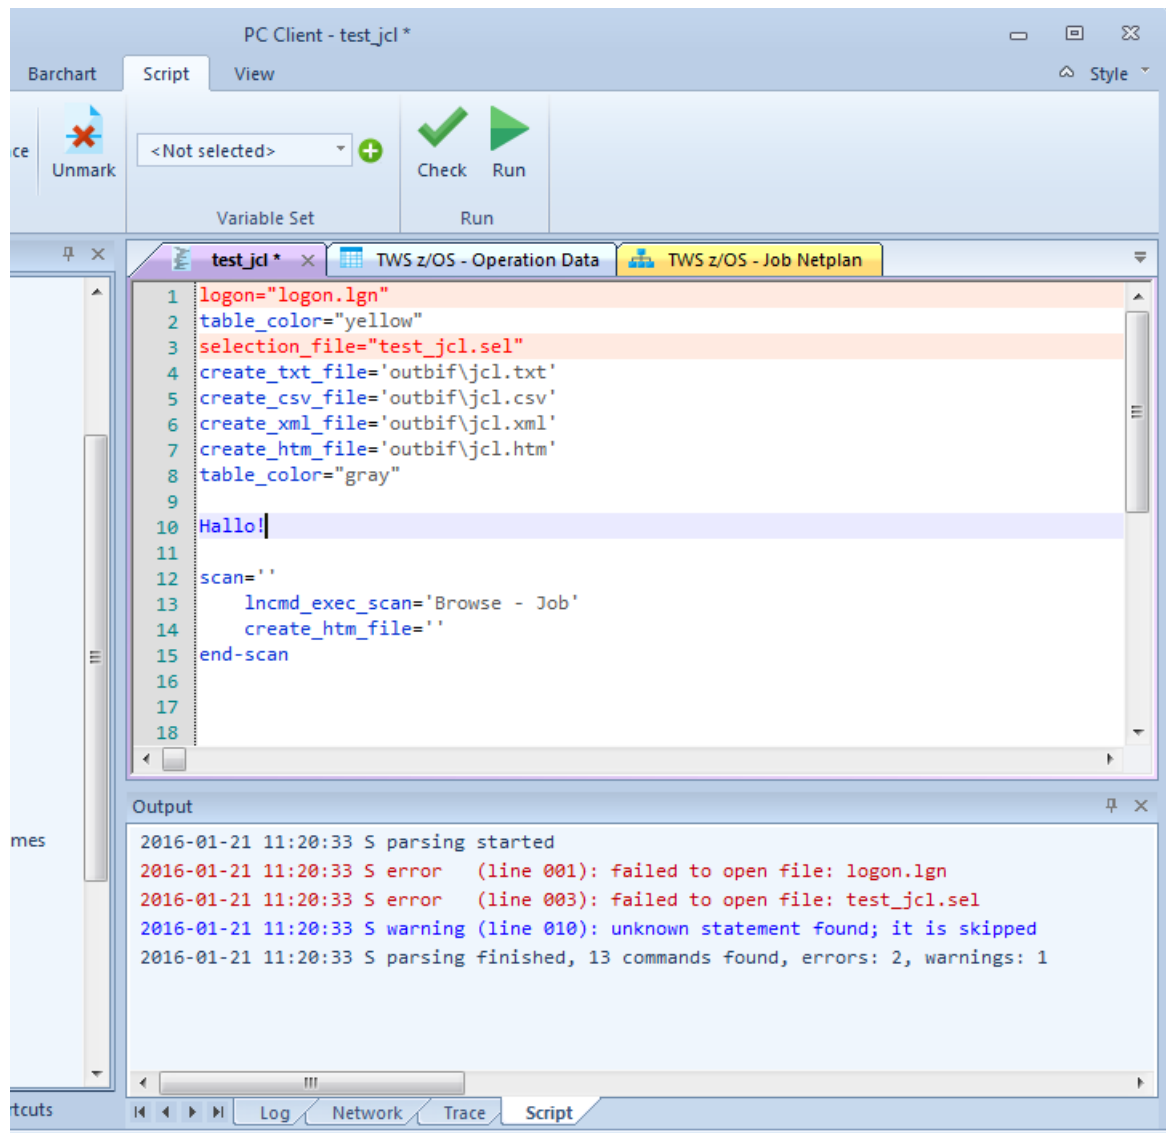 PC Client - test_jcl *
Barchart Script View Style
ce Unmark <Not selected> Check Run
Variable Set Run
test_jcl * TWS z/OS - Operation Data TWS z/OS - Job Netplan
1 logon="logon.lgn"
2 table_color="yellow"
3 selection_file="test_jcl.sel"
4 create_txt_file='outbif\jcl.txt'
5 create_csv_file='outbif\jcl.csv'
6 create_xml_file='outbif\jcl.xml'
7 create_htm_file='outbif\jcl.htm'
8 table_color="gray"
9
10 Hallo!
11
12 scan=''
13 lncmd_exec_scan='Browse - Job'
14 create_htm_file=''
15 end-scan
16
17
18
Output
mes
2016-01-21 11:20:33 S parsing started
2016-01-21 11:20:33 S error (line 001): failed to open file: logon.lgn
2016-01-21 11:20:33 S error (line 003): failed to open file: test_jcl.sel
2016-01-21 11:20:33 S warning (line 010): unknown statement found; it is skipped
2016-01-21 11:20:33 S parsing finished, 13 commands found, errors: 2, warnings: 1
rtcuts Log Network Trace Script